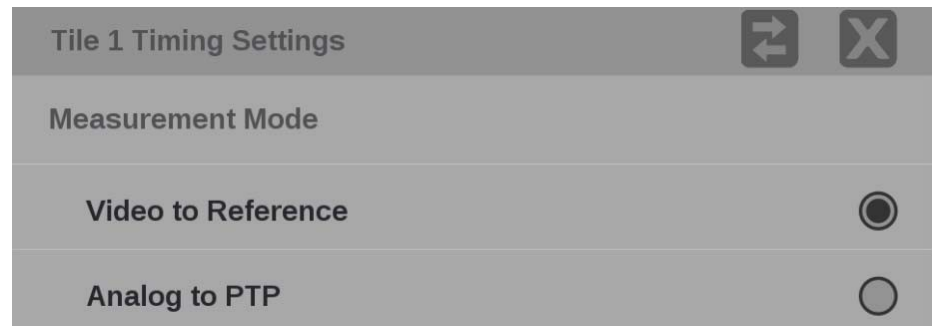 Tile 1 Timing Settings
Measurement Mode
Video to Reference
Analog to PTP